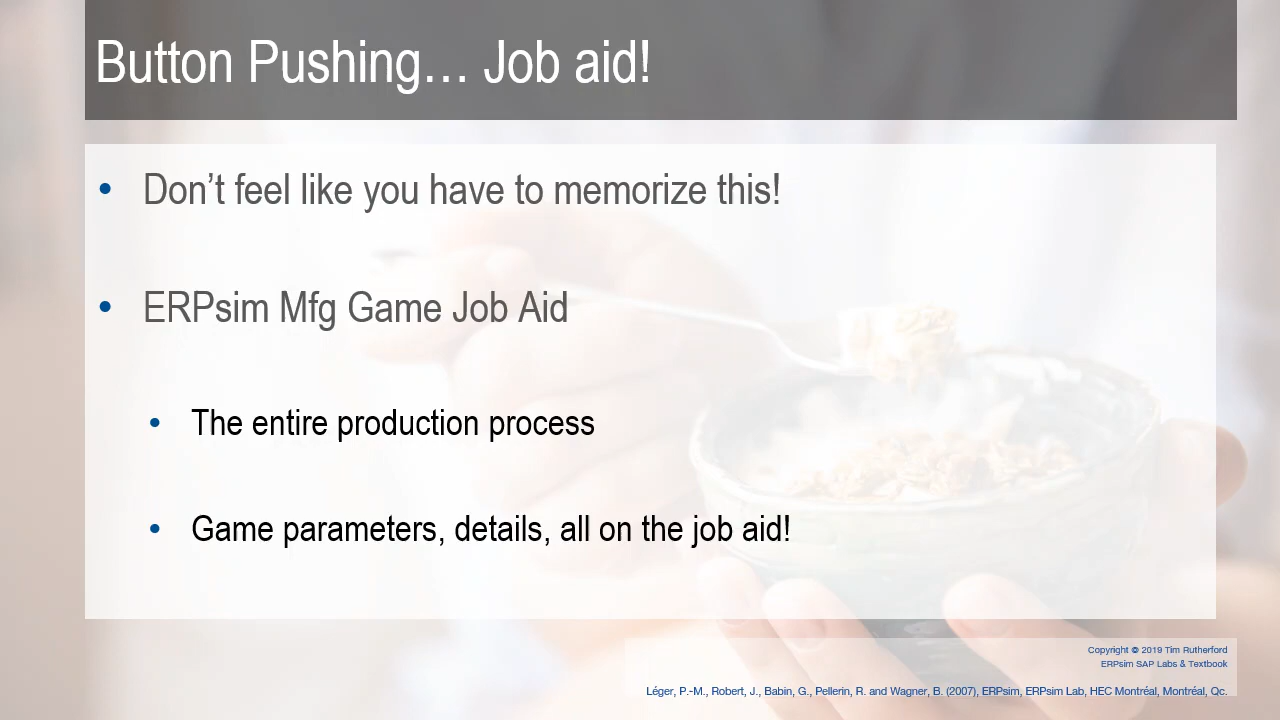 Button Pushing… Job aid!
• Don’t feel like you have to memorize this!
• ERPsim Mfg Game Job Aid
• The entire production process
• Game parameters, details, all on the job aid!
Copyright © 2019 Tim Rutherford
ERPsim SAP Labs & Textbook
Léger, P.-M., Robert, J., Babin, G., Pellerin, R. and Wagner, B. (2007), ERPsim, ERPsim Lab, HEC Montréal, Montréal, Qc.